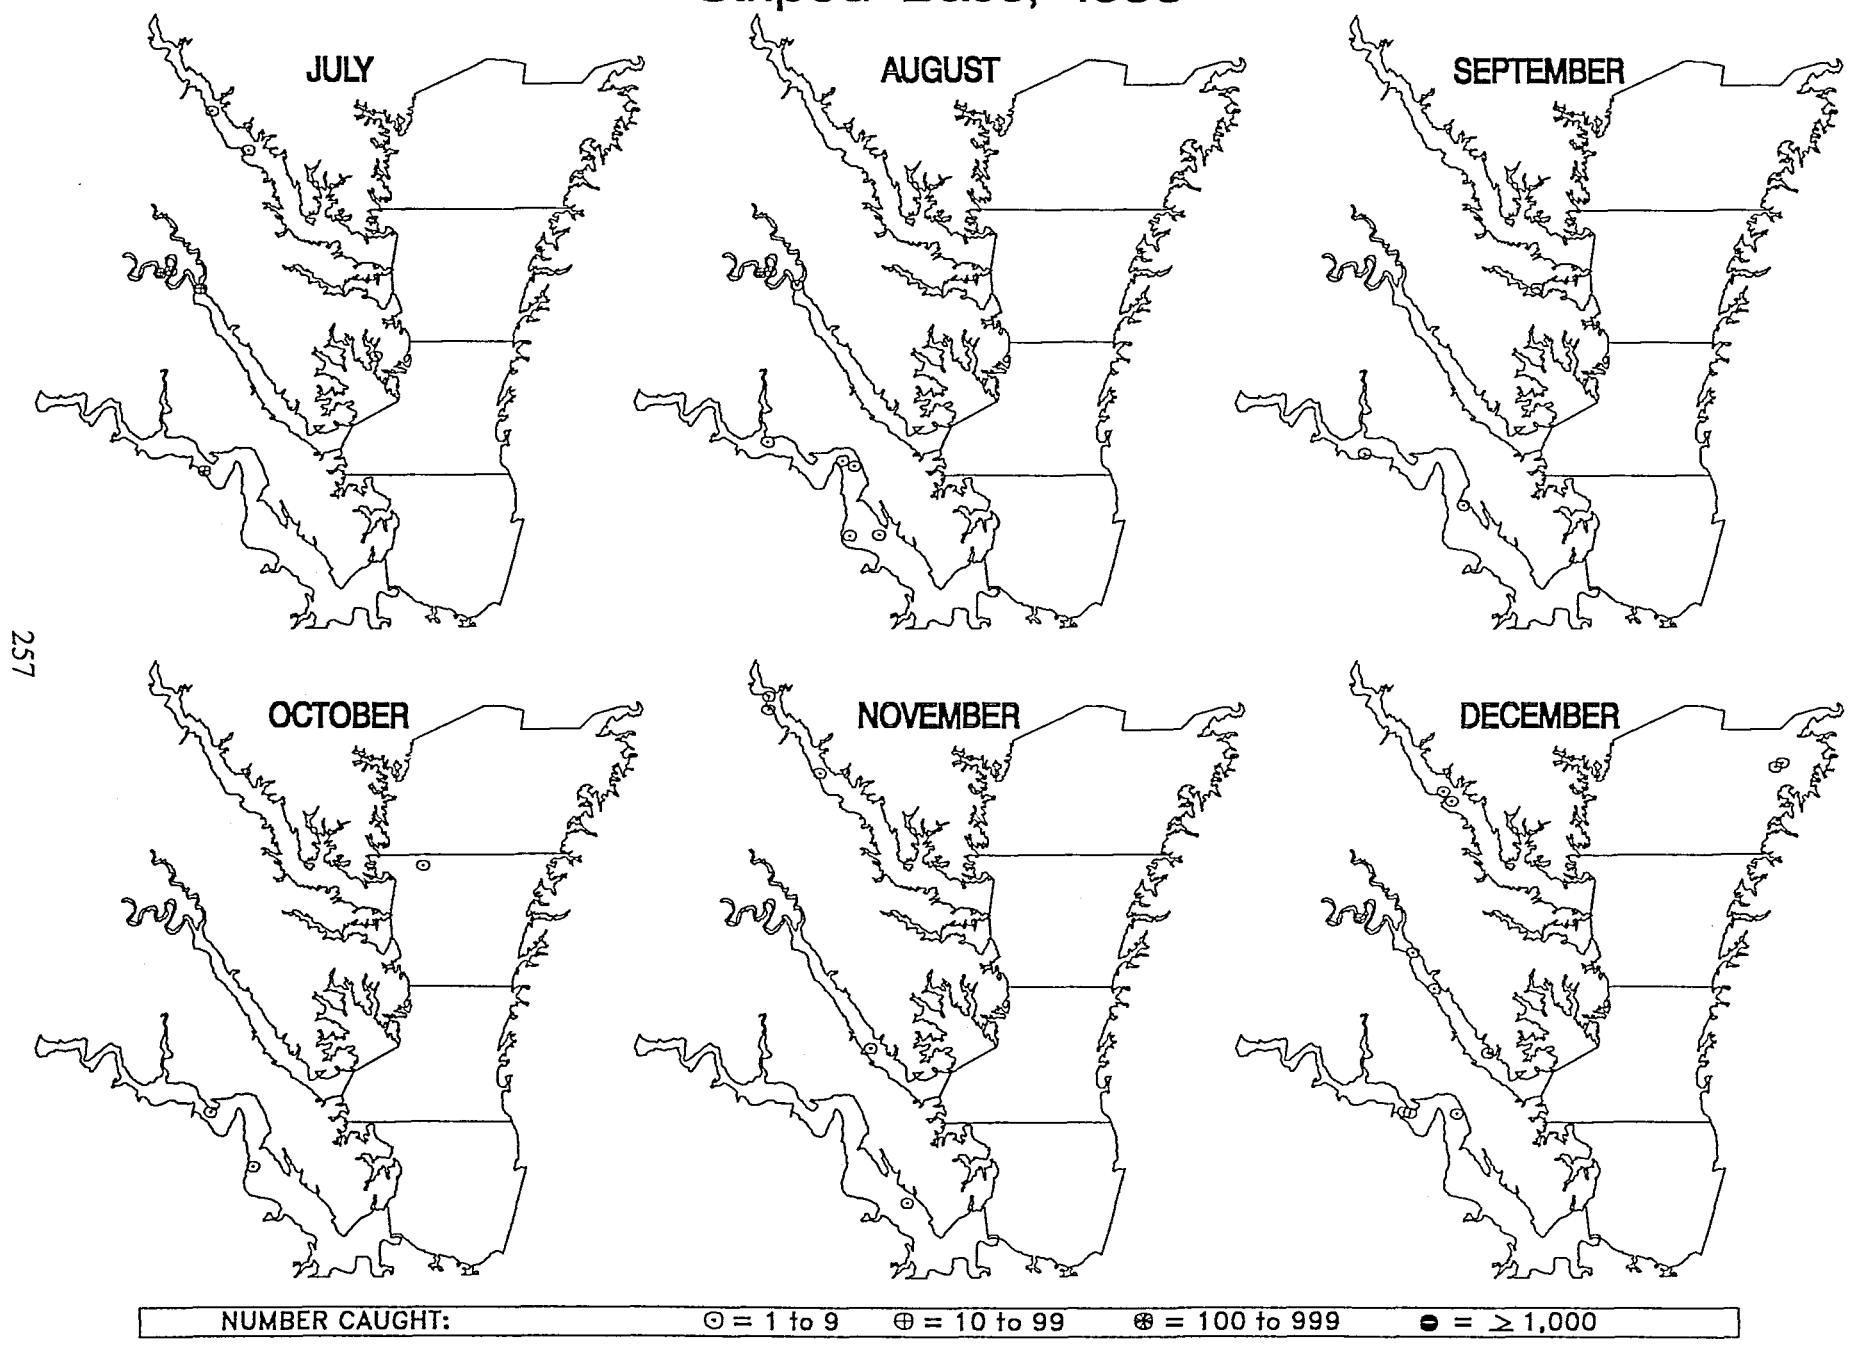 JULY
AUGUST
SEPTEMBER
257
OCTOBER
NOVEMBER
DECEMBER
NUMBER CAUGHT: ⊙ = 1 to 9 ⊕ = 10 to 99 ⊛ = 100 to 999 ⊖ = ≥ 1,000